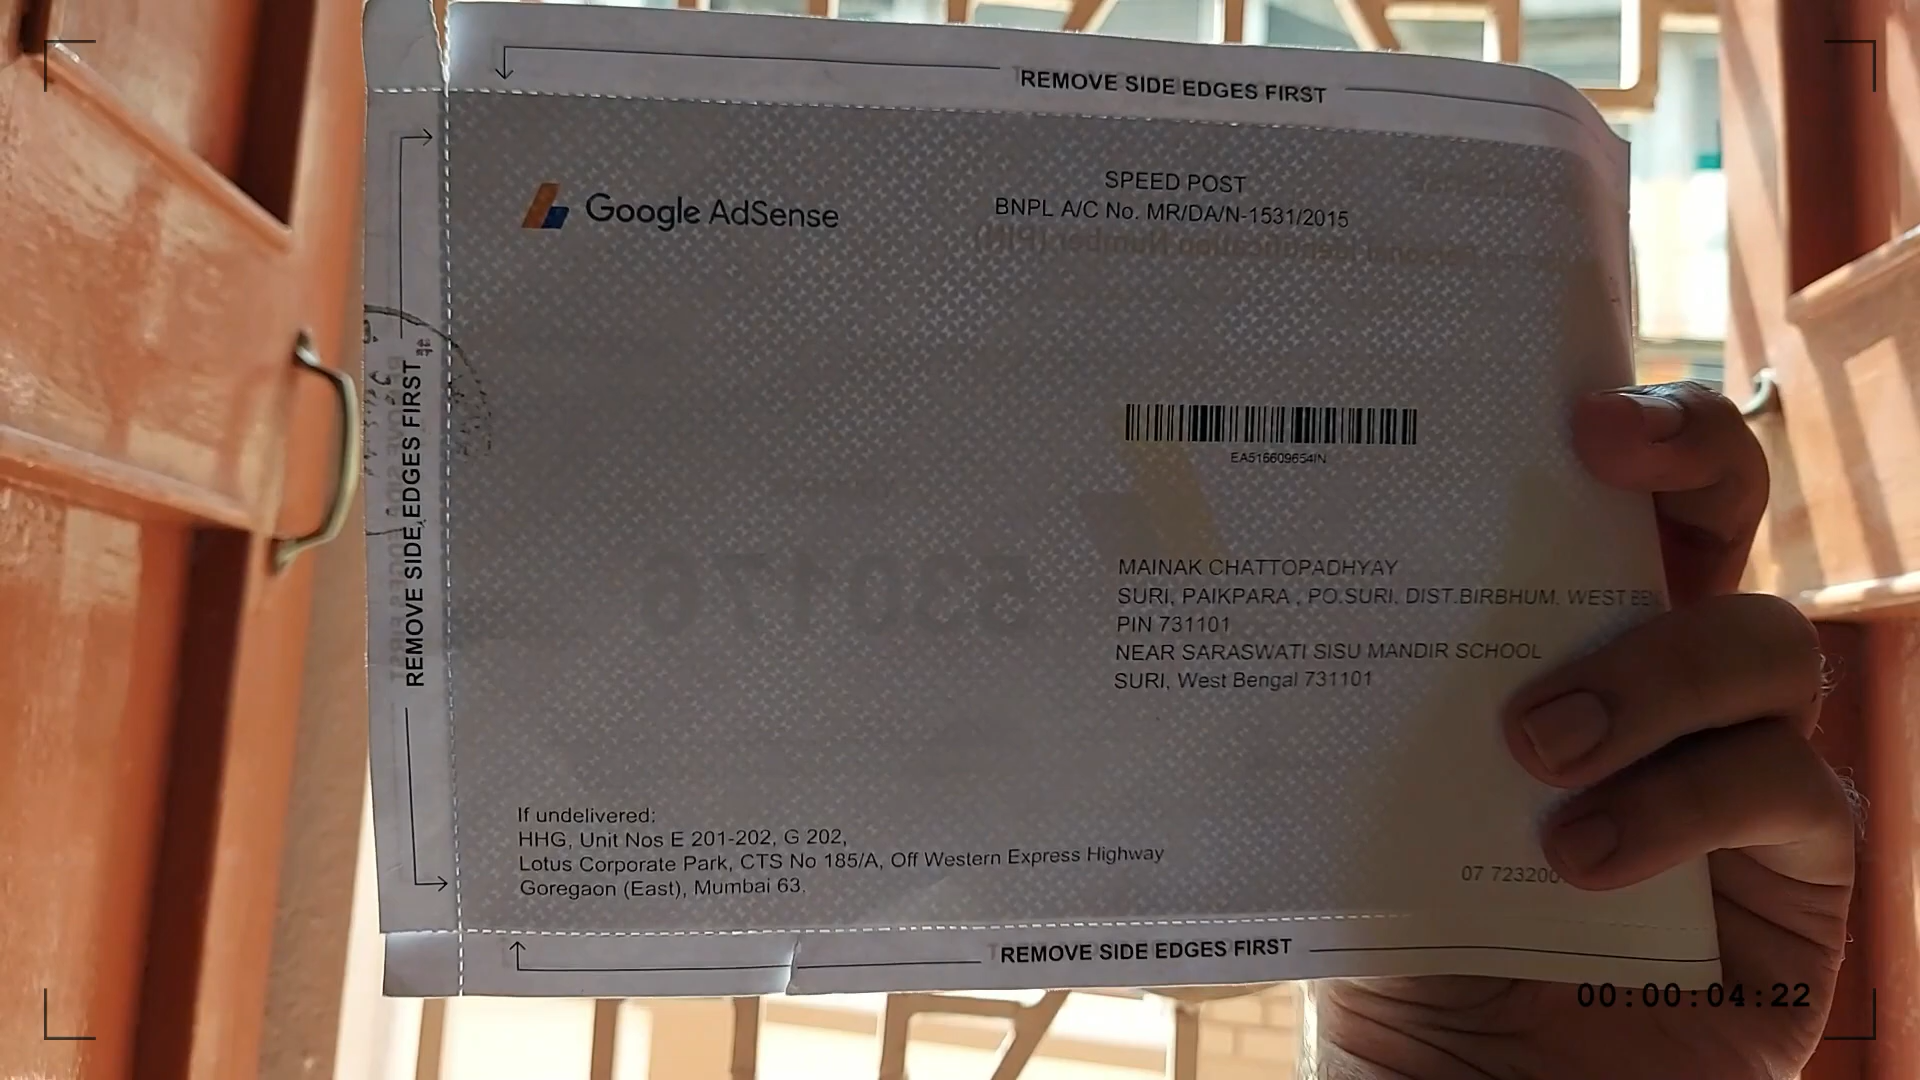 REMOVE SIDE EDGES FIRST
Google AdSense
SPEED POST
BNPL A/C No. MR/DA/N-1531/2015
REMOVE SIDE EDGES FIRST
EA516609654IN
MAINAK CHATTOPADHYAY
SURI, PAIKPARA , PO.SURI, DIST.BIRBHUM, WEST
PIN 731101
NEAR SARASWATI SISU MANDIR SCHOOL
SURI, West Bengal 731101
If undelivered:
HHG, Unit Nos E 201-202, G 202,
Lotus Corporate Park, CTS No 185/A, Off Western Express Highway
Goregaon (East), Mumbai 63.
07 723200
REMOVE SIDE EDGES FIRST
00:00:04:22